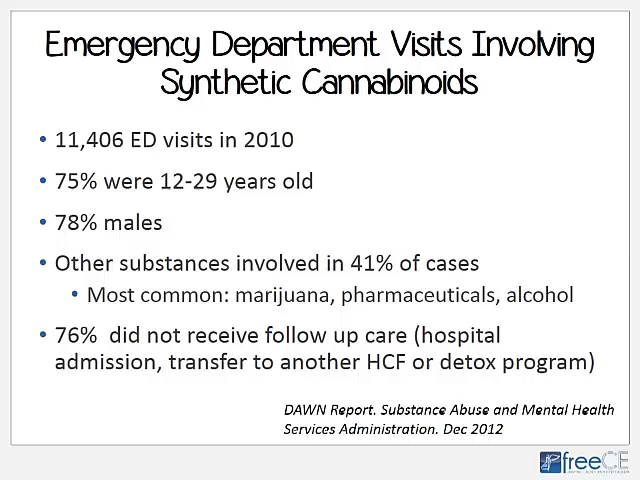 Emergency Department Visits Involving
Synthetic Cannabinoids
• 11,406 ED visits in 2010
• 75% were 12-29 years old
• 78% males
• Other substances involved in 41% of cases
• Most common: marijuana, pharmaceuticals, alcohol
• 76% did not receive follow up care (hospital
admission, transfer to another HCF or detox program)
DAWN Report. Substance Abuse and Mental Health
Services Administration. Dec 2012
freeCE